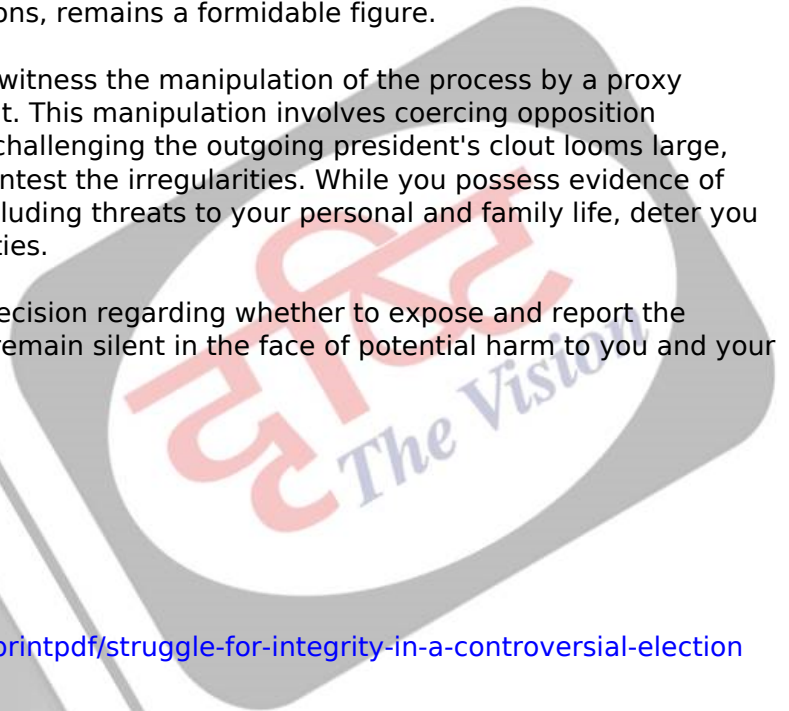 ons, remains a formidable figure.
witness the manipulation of the process by a proxy
t. This manipulation involves coercing opposition
challenging the outgoing president's clout looms large,
ntest the irregularities. While you possess evidence of
cluding threats to your personal and family life, deter you
ties.
ecision regarding whether to expose and report the
remain silent in the face of potential harm to you and your
दृष्टि
The Vision
printpdf/struggle-for-integrity-in-a-controversial-election